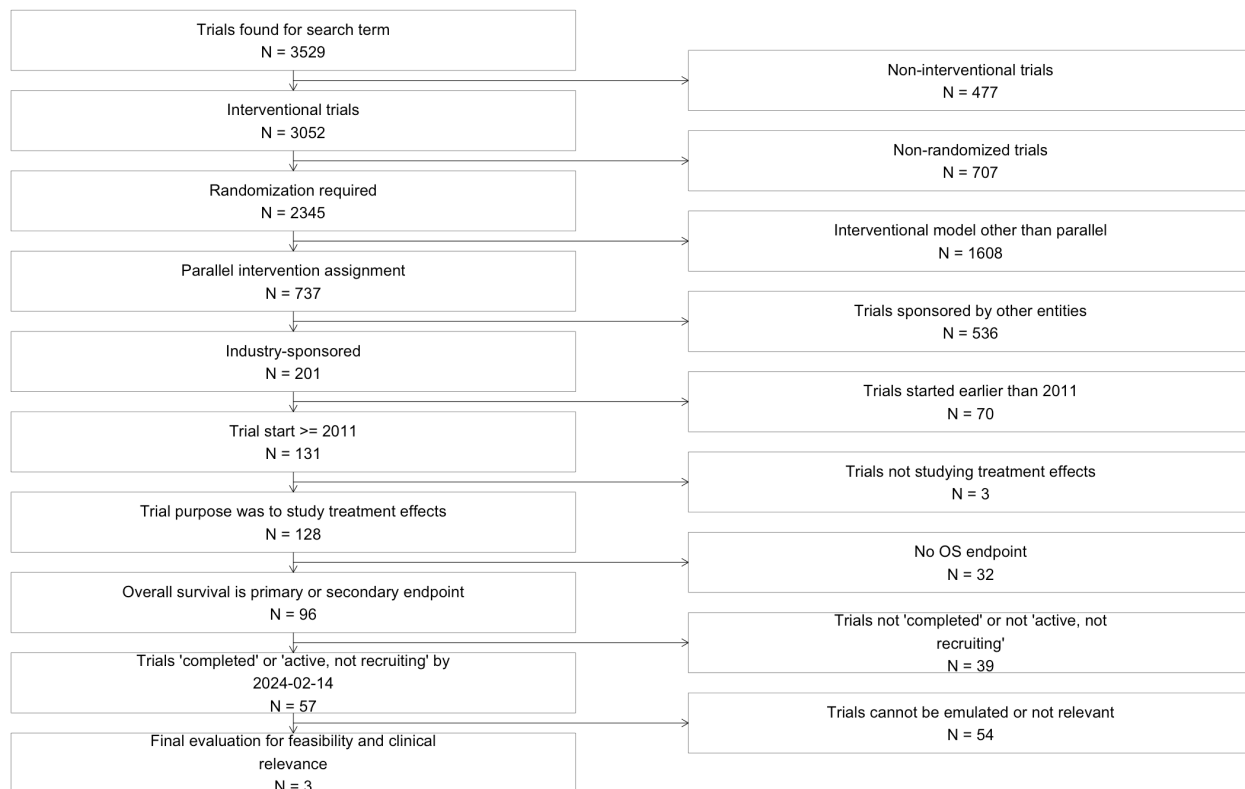 Trials found for search term
N = 3529
Non-interventional trials
N = 477
Interventional trials
N = 3052
Non-randomized trials
N = 707
Randomization required
N = 2345
Interventional model other than parallel
N = 1608
Parallel intervention assignment
N = 737
Trials sponsored by other entities
N = 536
Industry-sponsored
N = 201
Trials started earlier than 2011
N = 70
Trial start >= 2011
N = 131
Trials not studying treatment effects
N = 3
Trial purpose was to study treatment effects
N = 128
No OS endpoint
N = 32
Overall survival is primary or secondary endpoint
N = 96
Trials not 'completed' or not 'active, not
recruiting'
N = 39
Trials 'completed' or 'active, not recruiting' by
2024-02-14
N = 57
Trials cannot be emulated or not relevant
N = 54
Final evaluation for feasibility and clinical
relevance
N = 3